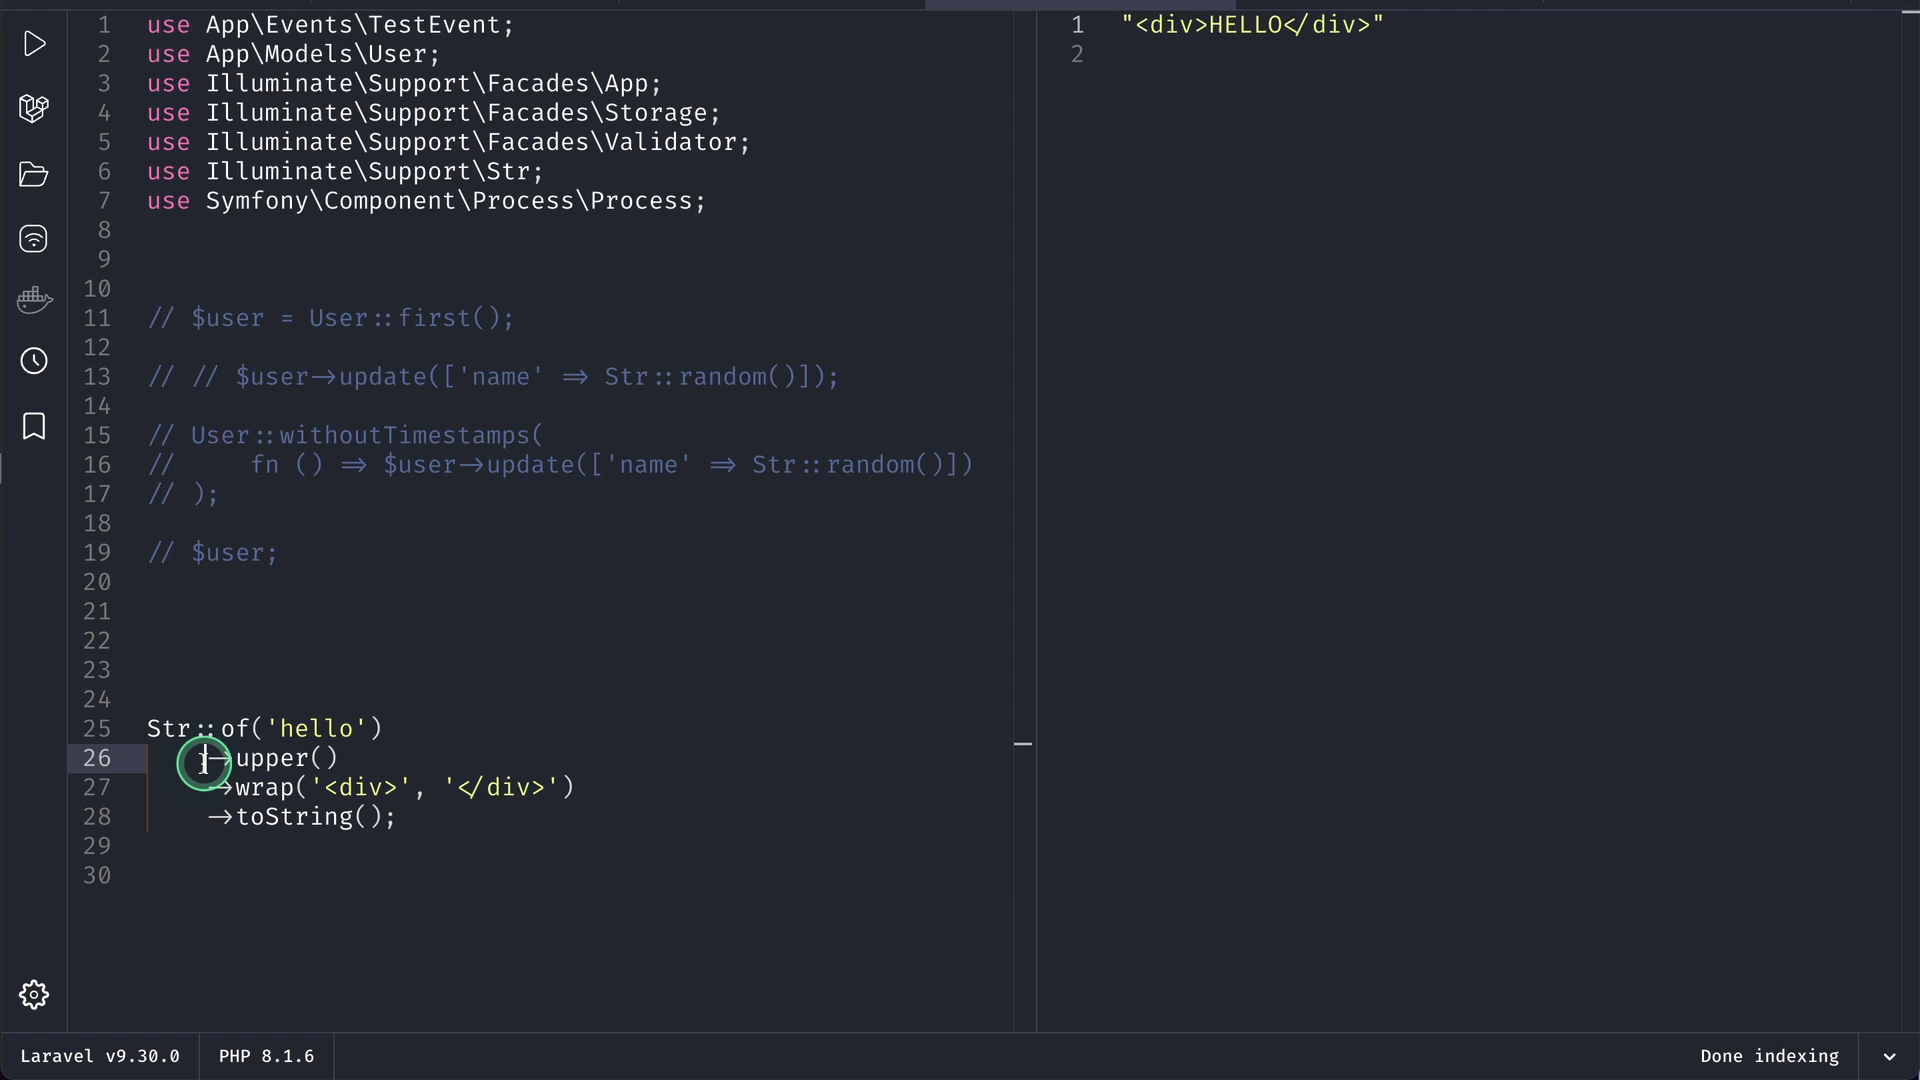 1 use App\Events\TestEvent;
2 use App\Models\User;
3 use Illuminate\Support\Facades\App;
4 use Illuminate\Support\Facades\Storage;
5 use Illuminate\Support\Facades\Validator;
6 use Illuminate\Support\Str;
7 use Symfony\Component\Process\Process;
8
9
10
11 // $user = User::first();
12
13 // // $user->update(['name' => Str::random()]);
14
15 // User::withoutTimestamps(
16 //     fn () => $user->update(['name' => Str::random()])
17 // );
18
19 // $user;
20
21
22
23
24
25 Str::of('hello')
26     ->upper()
27     ->wrap('<div>', '</div>')
28     ->toString();
29
30
1 "<div>HELLO</div>"
2
Laravel v9.30.0 PHP 8.1.6 Done indexing